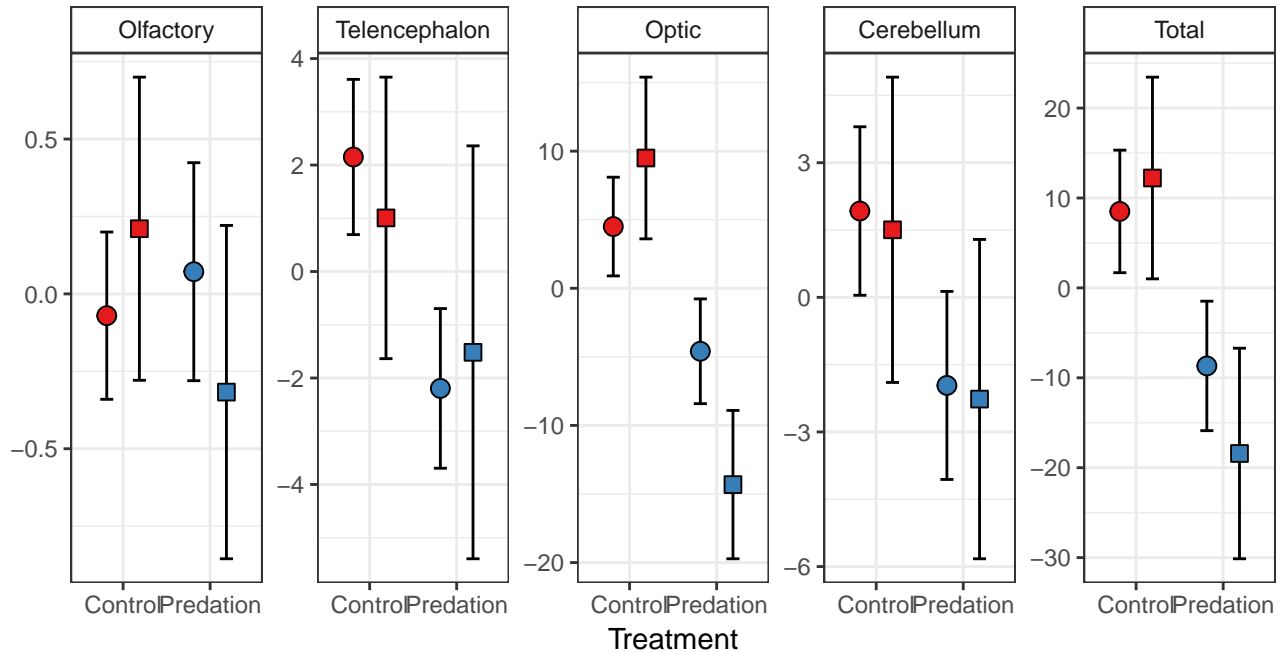 Olfactory
Telencephalon
Optic
Cerebellum
Total
0.5
0.0
−0.5
4
2
0
−2
−4
10
0
−10
−20
3
0
−3
−6
20
10
0
−10
−20
−30
Control Predation
Control Predation
Control Predation
Control Predation
Control Predation
Treatment